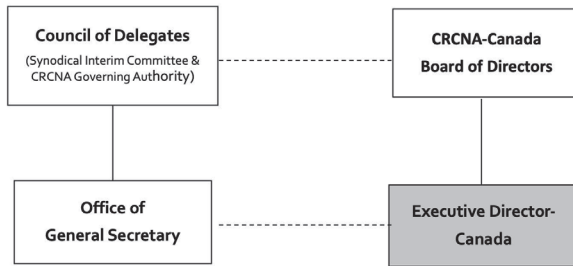 Council of Delegates
(Synodical Interim Committee &
CRCNA Governing Authority)
CRCNA-Canada
Board of Directors
Office of
General Secretary
Executive Director-
Canada